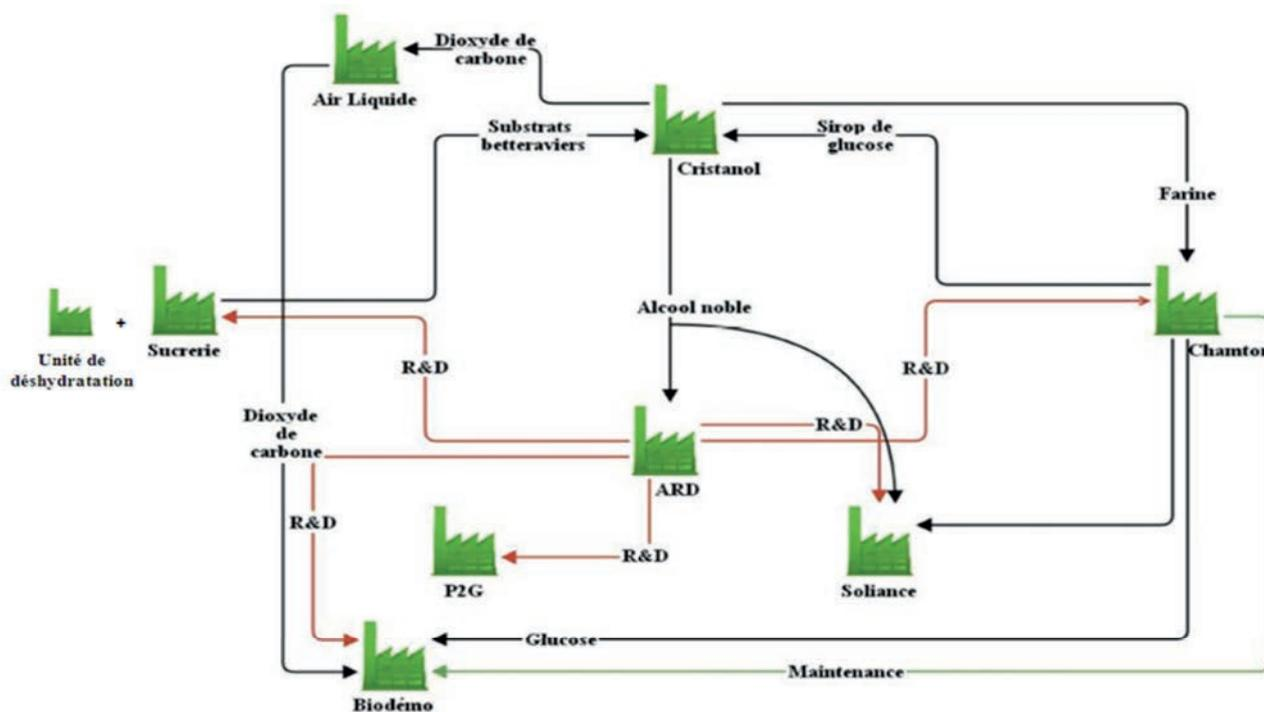 Dioxyde de
carbone
Air Liquide
Substrats
betteraviers
Sirop de
glucose
Cristanol
Farine
Alcool noble
+
Sucrerie
Unité de
déshydratation
Chamtor
R&D
R&D
Dioxyde
de
carbone
R&D
ARD
R&D
R&D
P2G
Soliance
Glucose
Maintenance
Biodémo